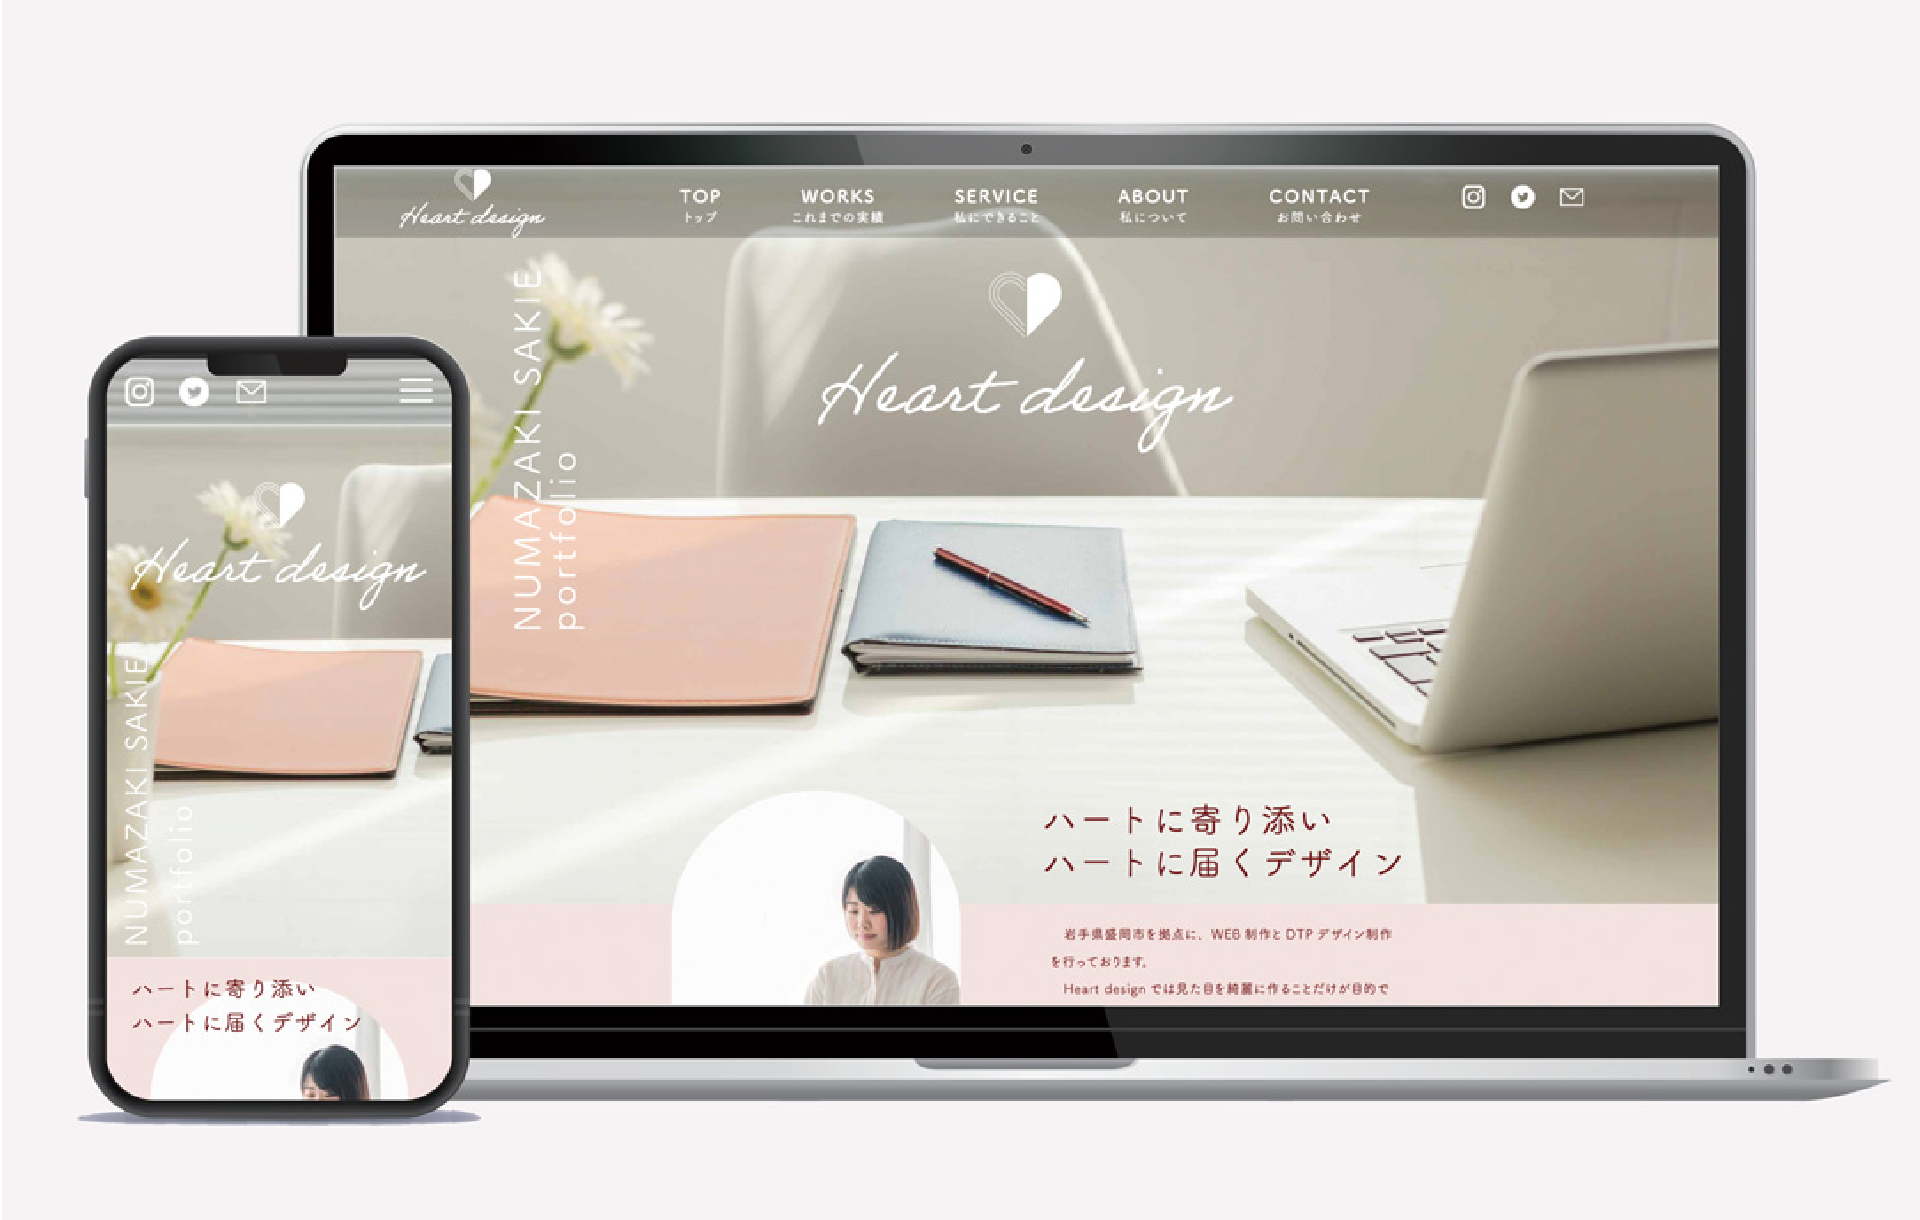 Heart design
TOP
トップ
WORKS
これまでの実績
SERVICE
私にできること
ABOUT
私について
CONTACT
お問い合わせ
NUMAZAKI SAKIE
portfolio
Heart design
ハートに寄り添い
ハートに届くデザイン
岩手県盛岡市を拠点に、WEB 制作と DTP デザイン制作
を行っております。
Heart design では見た目を綺麗に作ることだけが目的で
Heart design
NUMAZAKI SAKIE
portfolio
ハートに寄り添い
ハートに届くデザイン